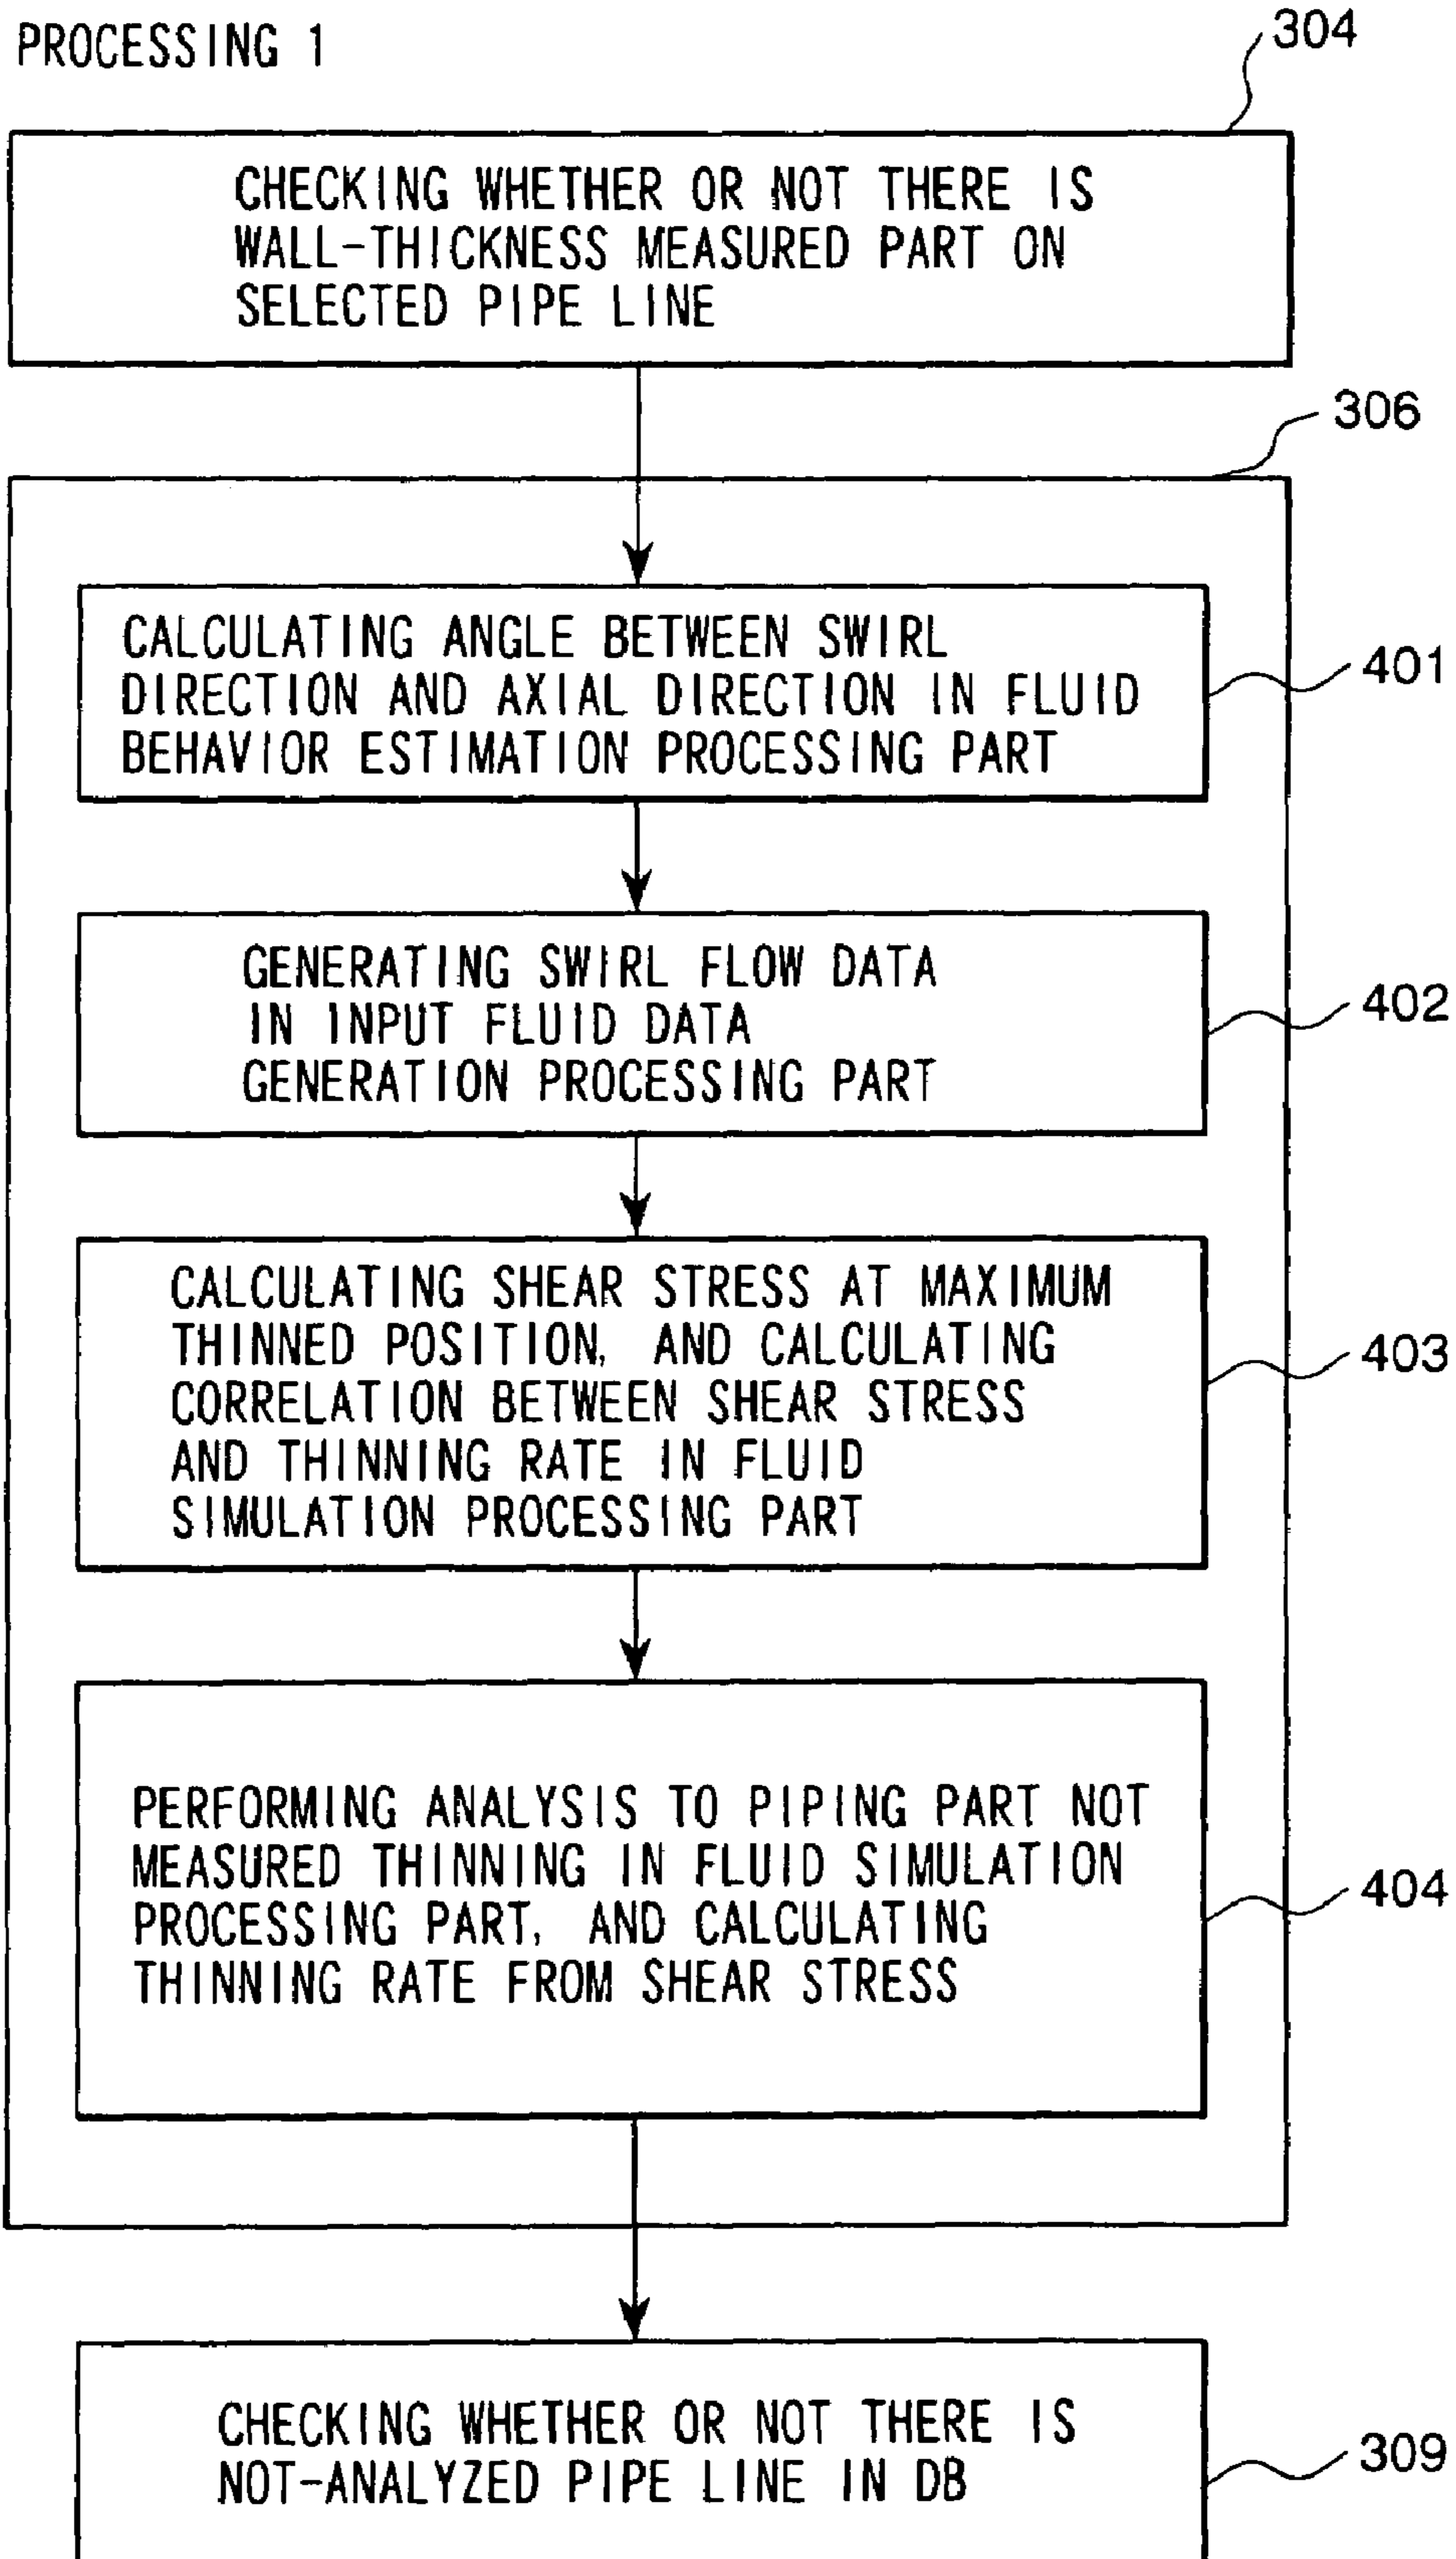 PROCESSING 1
304
CHECKING WHETHER OR NOT THERE IS
WALL-THICKNESS MEASURED PART ON
SELECTED PIPE LINE
306
CALCULATING ANGLE BETWEEN SWIRL
DIRECTION AND AXIAL DIRECTION IN FLUID
BEHAVIOR ESTIMATION PROCESSING PART
401
GENERATING SWIRL FLOW DATA
IN INPUT FLUID DATA
GENERATION PROCESSING PART
402
CALCULATING SHEAR STRESS AT MAXIMUM
THINNED POSITION, AND CALCULATING
CORRELATION BETWEEN SHEAR STRESS
AND THINNING RATE IN FLUID
SIMULATION PROCESSING PART
403
PERFORMING ANALYSIS TO PIPING PART NOT
MEASURED THINNING IN FLUID SIMULATION
PROCESSING PART, AND CALCULATING
THINNING RATE FROM SHEAR STRESS
404
CHECKING WHETHER OR NOT THERE IS
NOT-ANALYZED PIPE LINE IN DB
309